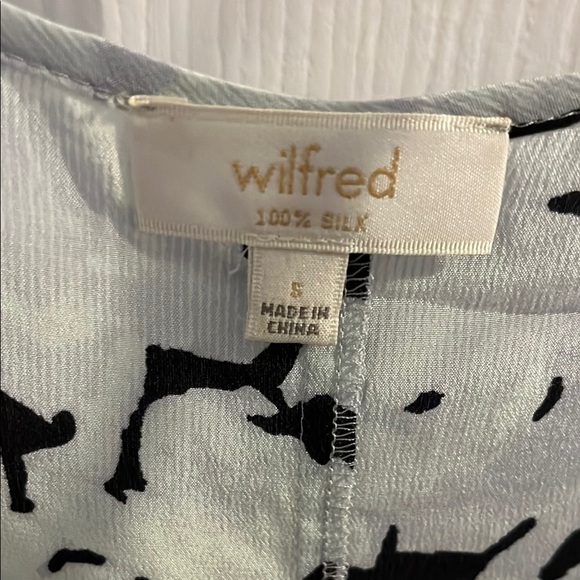 wilfred
100% SILK
S
MADE IN
CHINA